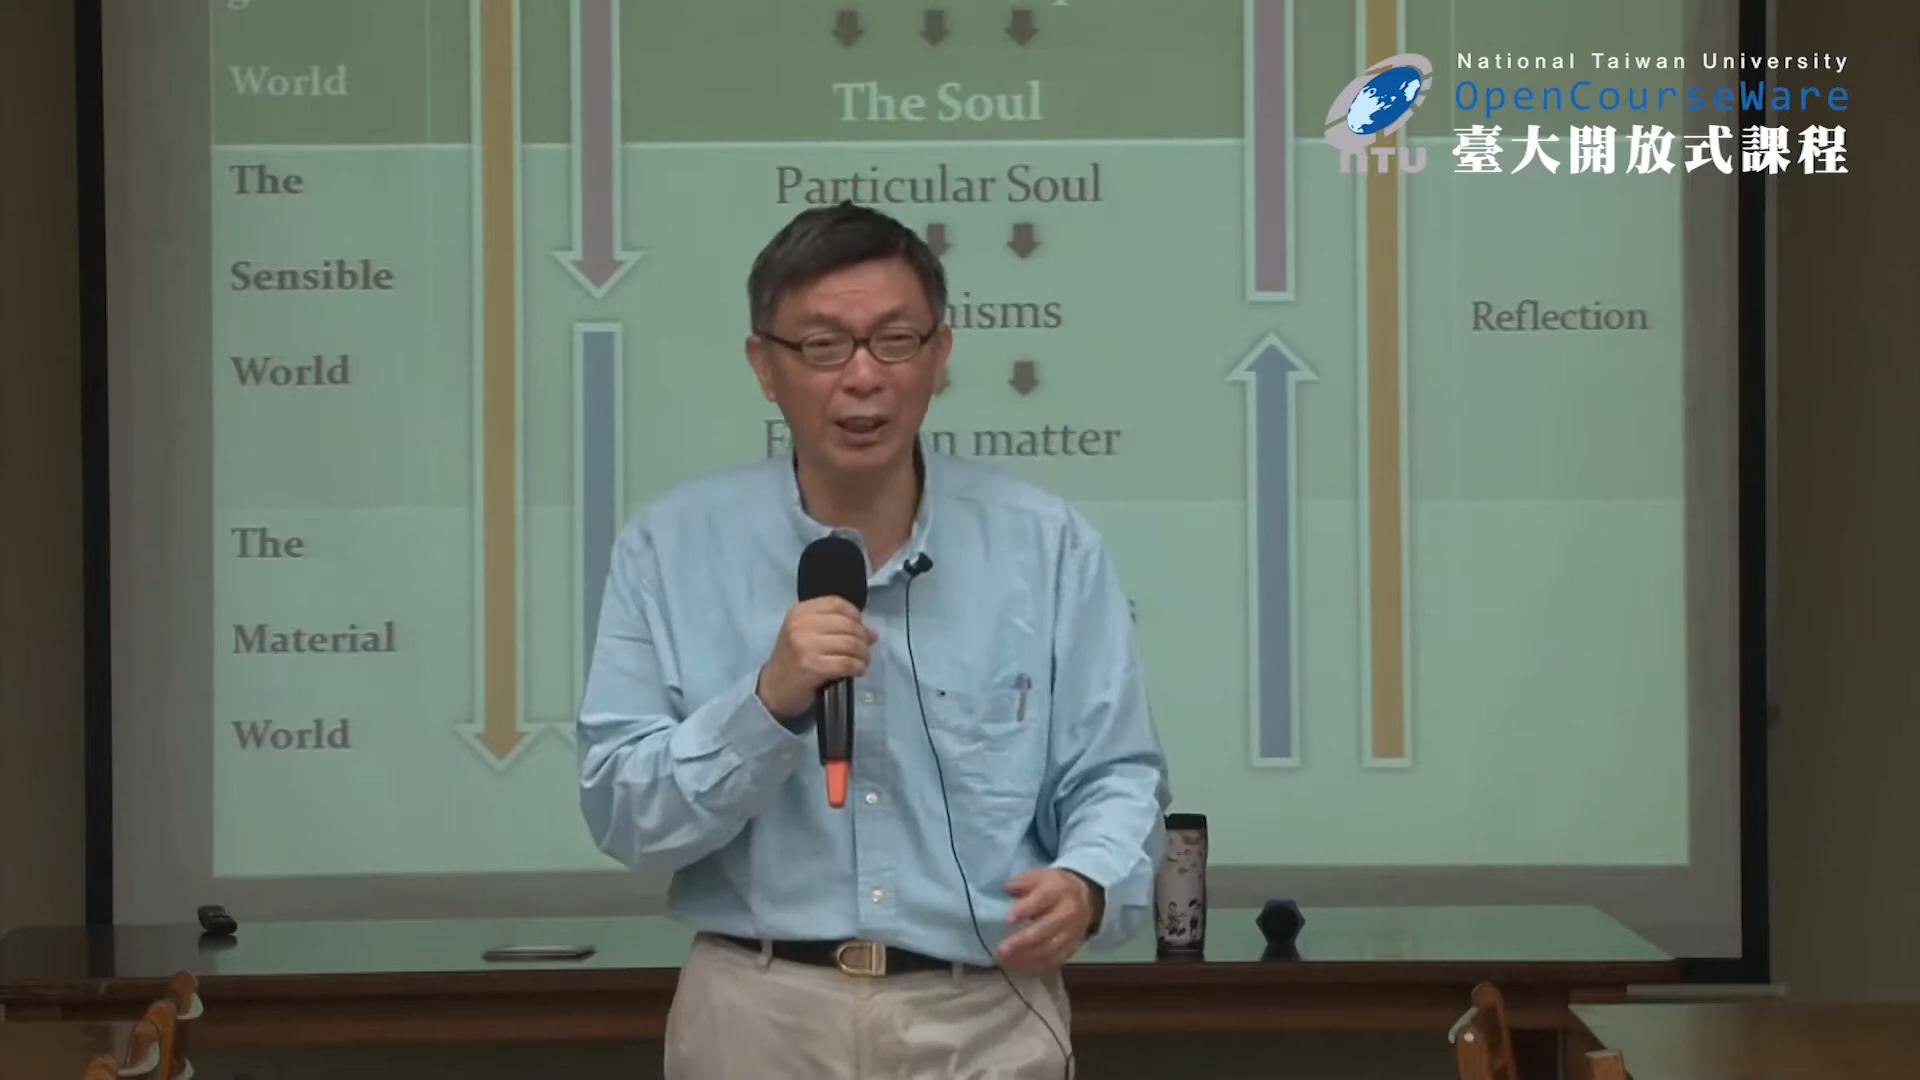 National Taiwan University
OpenCourseWare
臺大開放式課程
NTU
World
The Soul
The
Particular Soul
Sensible
Reflection
World
matter
The
Material
World